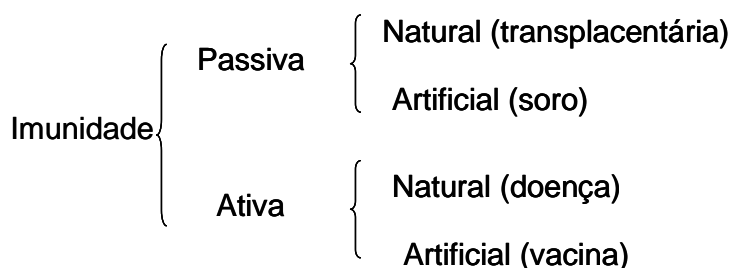 Natural (transplacentária)
Passiva
Artificial (soro)
Imunidade
Natural (doença)
Ativa
Artificial (vacina)